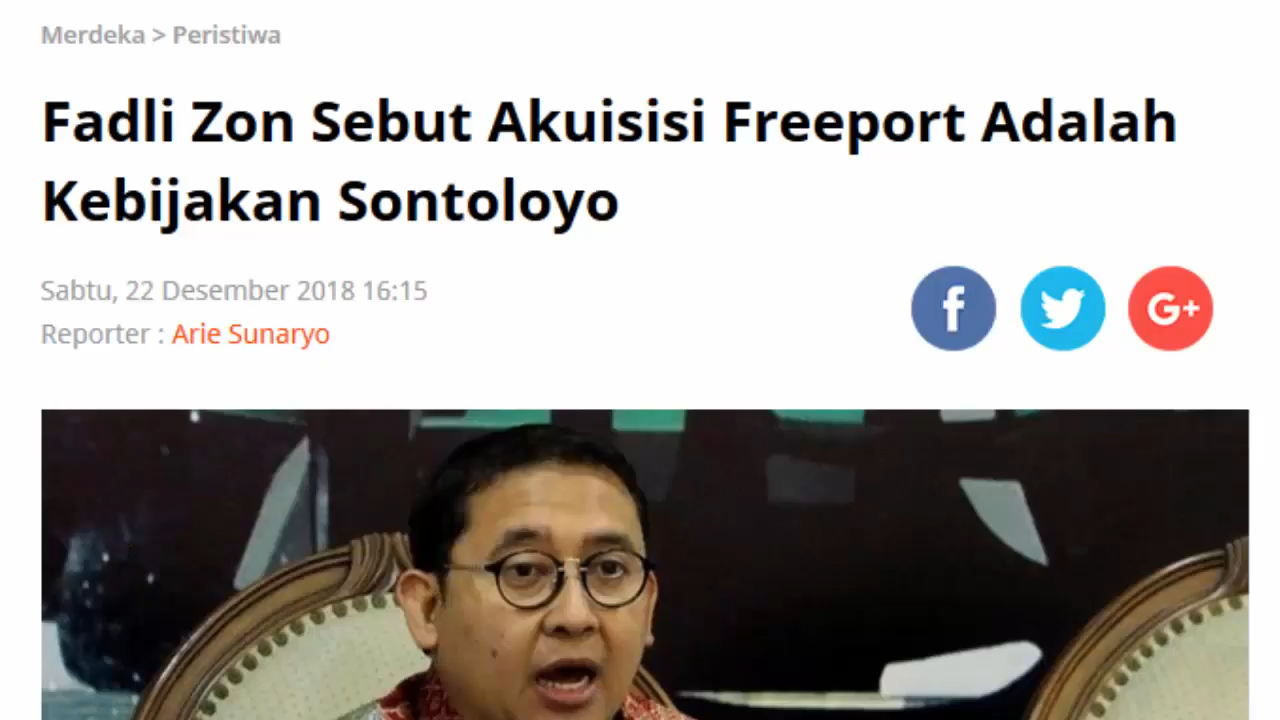 Merdeka > Peristiwa
Fadli Zon Sebut Akuisisi Freeport Adalah
Kebijakan Sontoloyo
Sabtu, 22 Desember 2018 16:15
Reporter : Arie Sunaryo
f
G+